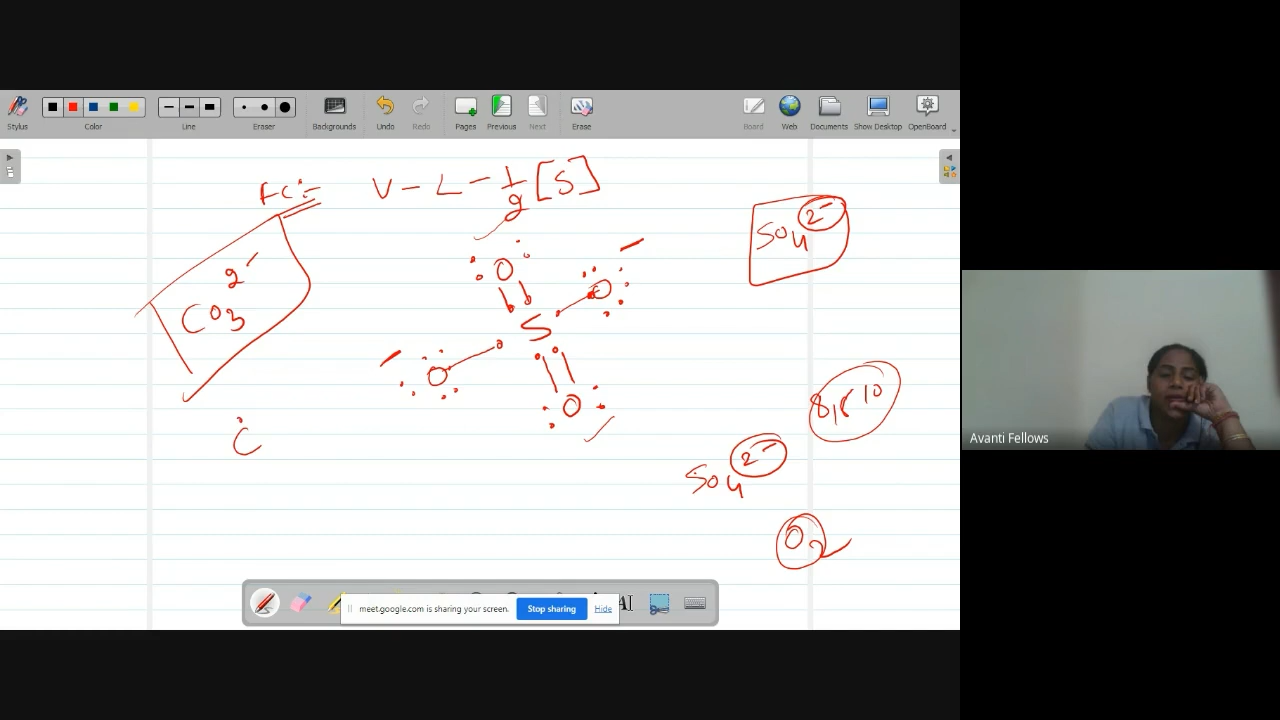 Stylus
Color
Line
Eraser
Backgrounds
Undo
Redo
Pages
Previous
Next
Erase
Board
Web
Documents
Show Desktop
OpenBoard
FC = V - L - 1/2 [S]
SO4 2-
CO3 2-
O
O
S
O
O
C
8,8 10
SO4 2-
O2
AI
meet.google.com is sharing your screen.
Stop sharing
Hide
Avanti Fellows